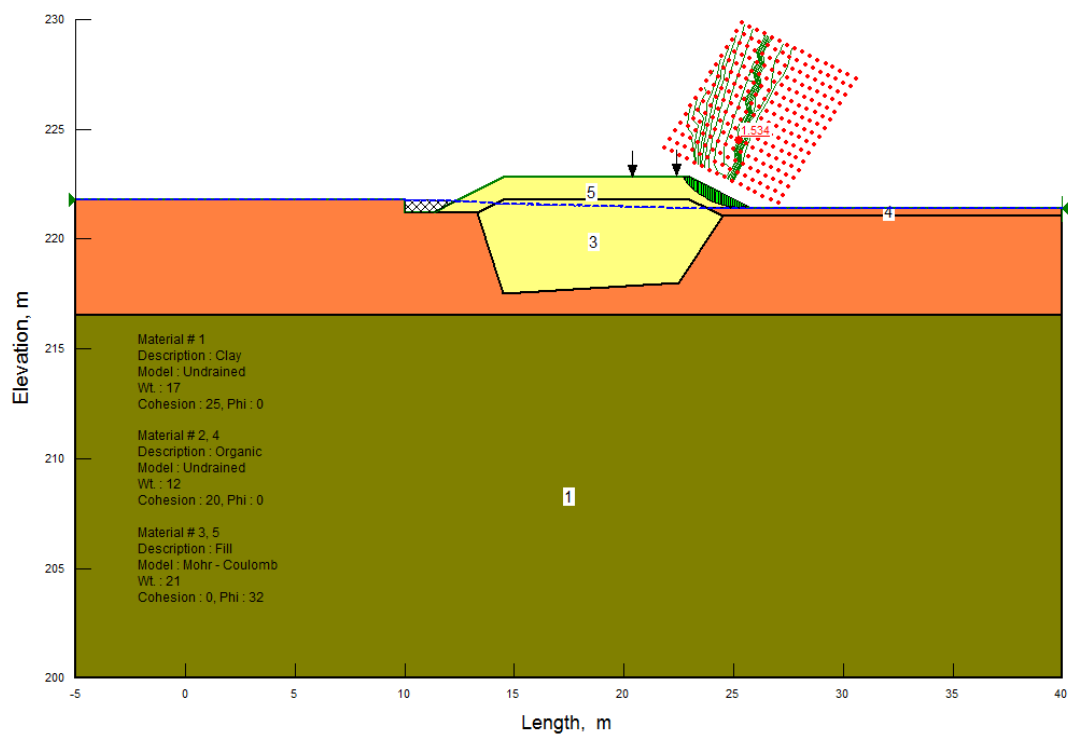 230
225
1.534
5
220
4
3
Elevation, m
215
Material # 1
Description : Clay
Model : Undrained
Wt. : 17
Cohesion : 25, Phi : 0
Material # 2, 4
Description : Organic
Model : Undrained
Wt. : 12
Cohesion : 20, Phi : 0
210
1
Material # 3, 5
Description : Fill
Model : Mohr - Coulomb
Wt. : 21
Cohesion : 0, Phi : 32
205
200
-5 0 5 10 15 20 25 30 35 40
Length, m